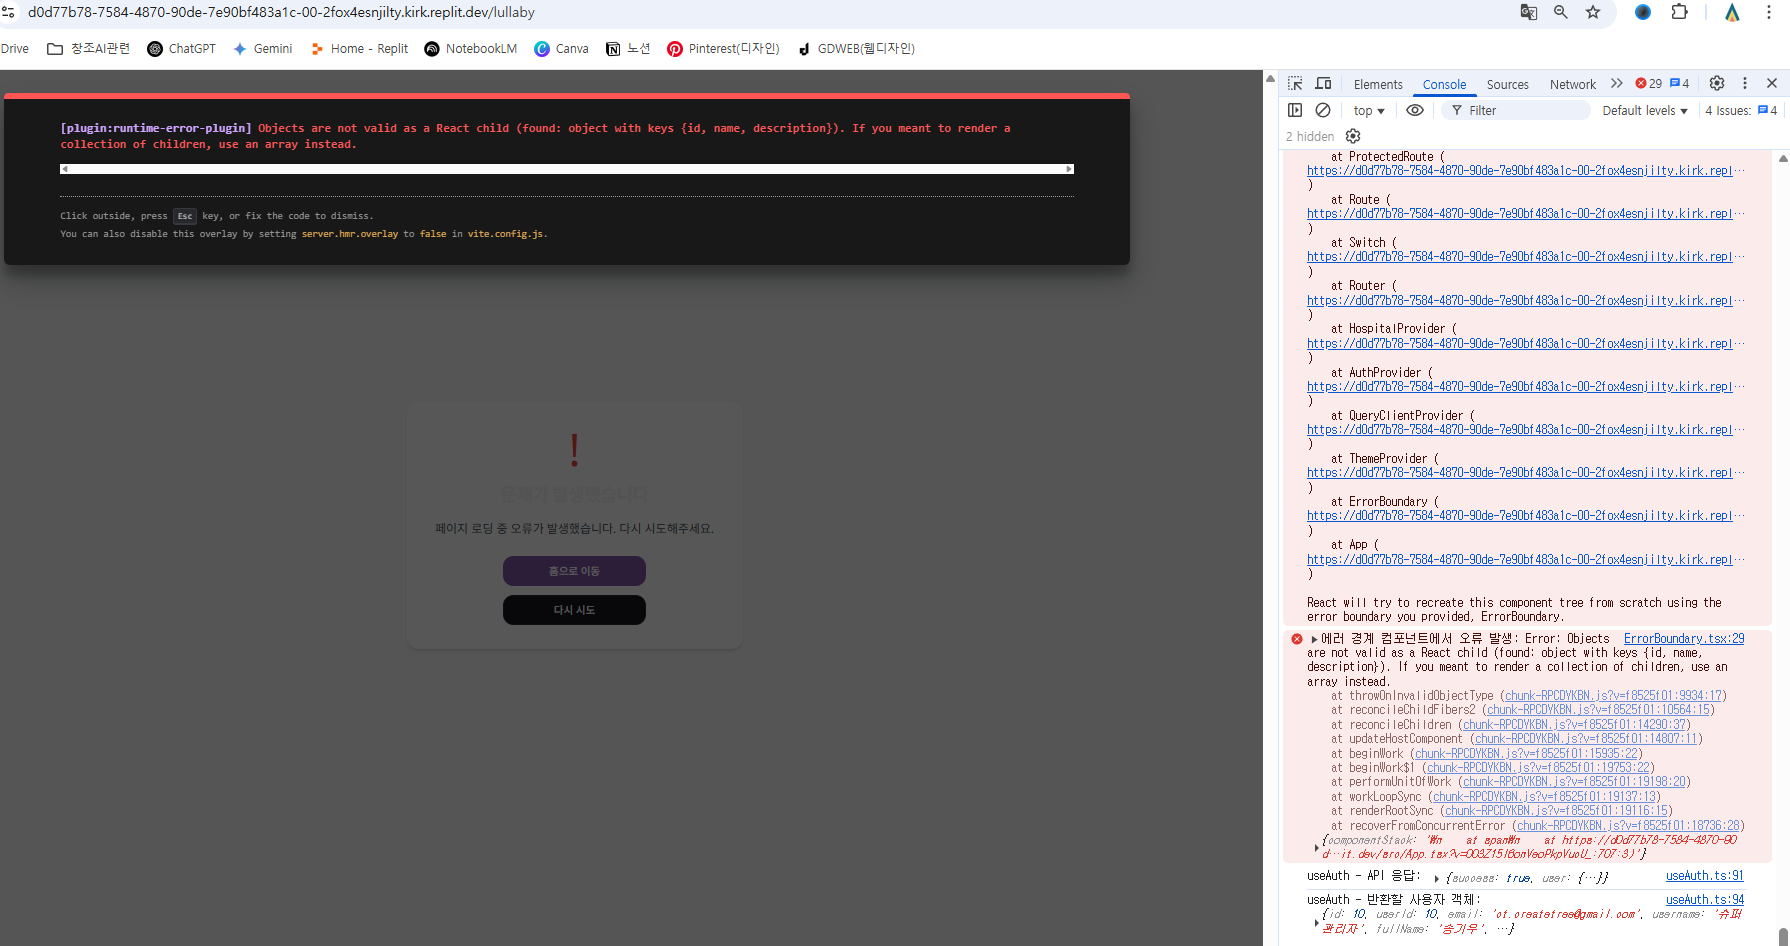 d0d77b78-7584-4870-90de-7e90bf483a1c-00-2fox4esnjilty.kirk.replit.dev/lullaby
Drive 창조AI관련 ChatGPT Gemini Home - Replit NotebookLM Canva 노션 Pinterest(디자인) GDWEB(웹디자인)
[plugin:runtime-error-plugin] Objects are not valid as a React child (found: object with keys {id, name, description}). If you meant to render a
collection of children, use an array instead.
Click outside, press Esc key, or fix the code to dismiss.
You can also disable this overlay by setting server.hmr.overlay to false in vite.config.js.
!
문제가 발생했습니다
페이지 로딩 중 오류가 발생했습니다. 다시 시도해주세요.
홈으로 이동
다시 시도
Elements Console Sources Network 29 4
top Filter Default levels 4 Issues: 4
2 hidden
at ProtectedRoute (
https://d0d77b78-7584-4870-90de-7e90bf483a1c-00-2fox4esnjilty.kirk.repl…
)
at Route (
https://d0d77b78-7584-4870-90de-7e90bf483a1c-00-2fox4esnjilty.kirk.repl…
)
at Switch (
https://d0d77b78-7584-4870-90de-7e90bf483a1c-00-2fox4esnjilty.kirk.repl…
)
at Router (
https://d0d77b78-7584-4870-90de-7e90bf483a1c-00-2fox4esnjilty.kirk.repl…
)
at HospitalProvider (
https://d0d77b78-7584-4870-90de-7e90bf483a1c-00-2fox4esnjilty.kirk.repl…
)
at AuthProvider (
https://d0d77b78-7584-4870-90de-7e90bf483a1c-00-2fox4esnjilty.kirk.repl…
)
at QueryClientProvider (
https://d0d77b78-7584-4870-90de-7e90bf483a1c-00-2fox4esnjilty.kirk.repl…
)
at ThemeProvider (
https://d0d77b78-7584-4870-90de-7e90bf483a1c-00-2fox4esnjilty.kirk.repl…
)
at ErrorBoundary (
https://d0d77b78-7584-4870-90de-7e90bf483a1c-00-2fox4esnjilty.kirk.repl…
)
at App (
https://d0d77b78-7584-4870-90de-7e90bf483a1c-00-2fox4esnjilty.kirk.repl…
)
React will try to recreate this component tree from scratch using the
error boundary you provided, ErrorBoundary.
에러 경계 컴포넌트에서 오류 발생: Error: Objects ErrorBoundary.tsx:29
are not valid as a React child (found: object with keys {id, name,
description}). If you meant to render a collection of children, use an
array instead.
at throwOnInvalidObjectType (chunk-RPCDYKBN.js?v=f8525f01:9934:17)
at reconcileChildFibers2 (chunk-RPCDYKBN.js?v=f8525f01:10564:15)
at reconcileChildren (chunk-RPCDYKBN.js?v=f8525f01:14290:37)
at updateHostComponent (chunk-RPCDYKBN.js?v=f8525f01:14807:11)
at beginWork (chunk-RPCDYKBN.js?v=f8525f01:15935:22)
at beginWork$1 (chunk-RPCDYKBN.js?v=f8525f01:19753:22)
at performUnitOfWork (chunk-RPCDYKBN.js?v=f8525f01:19198:20)
at workLoopSync (chunk-RPCDYKBN.js?v=f8525f01:19137:13)
at renderRootSync (chunk-RPCDYKBN.js?v=f8525f01:19116:15)
at recoverFromConcurrentError (chunk-RPCDYKBN.js?v=f8525f01:18736:28)
{componentStack: '₩n at span₩n at https://d0d77b78-7584-4870-90
useAuth - API 응답: {success: true, user: {…}} useAuth.ts:91
useAuth - 반환할 사용자 객체: useAuth.ts:94
{id: 10, userId: 10, email: 'ct.createtree@gmail.com', username: '슈퍼
관리자', fullName: '송기우', …}